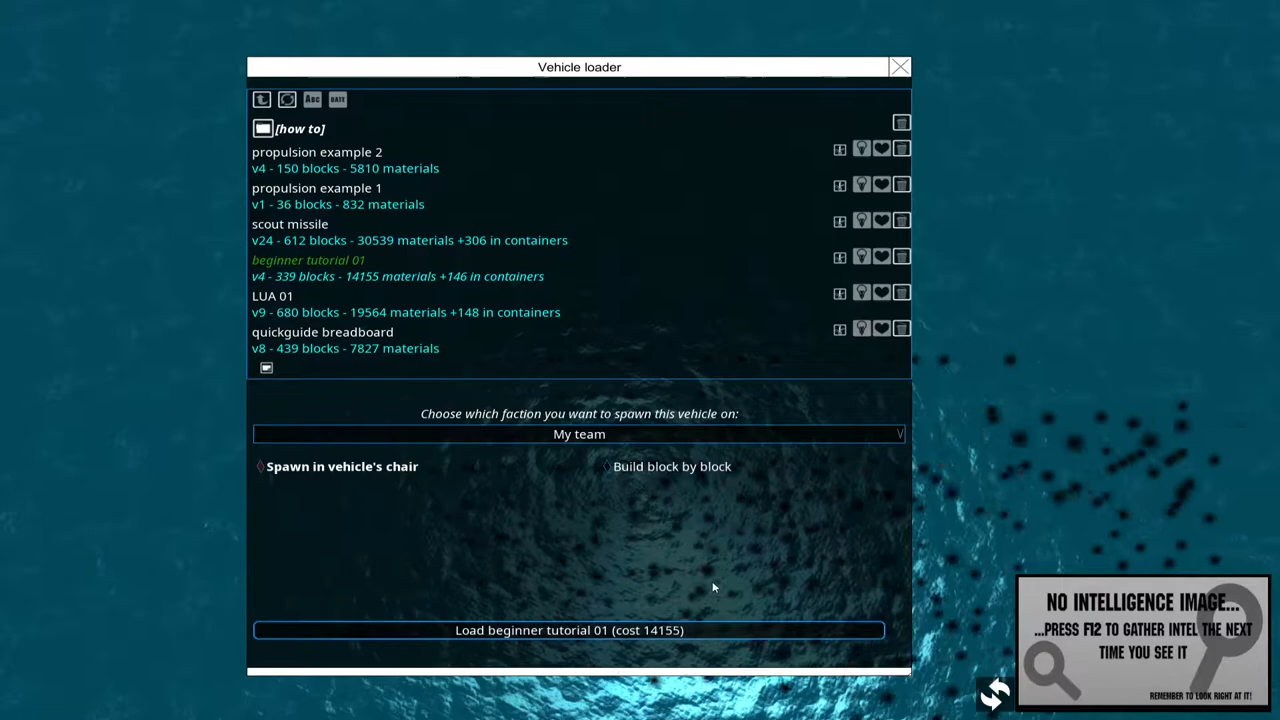 Vehicle loader
ABC DATE
[how to]
propulsion example 2
v4 - 150 blocks - 5810 materials
propulsion example 1
v1 - 36 blocks - 832 materials
scout missile
v24 - 612 blocks - 30539 materials +306 in containers
beginner tutorial 01
v4 - 339 blocks - 14155 materials +146 in containers
LUA 01
v9 - 680 blocks - 19564 materials +148 in containers
quickguide breadboard
v8 - 439 blocks - 7827 materials
Choose which faction you want to spawn this vehicle on:
My team V
Spawn in vehicle's chair
Build block by block
Load beginner tutorial 01 (cost 14155)
NO INTELLIGENCE IMAGE...
...PRESS F12 TO GATHER INTEL THE NEXT
TIME YOU SEE IT
REMEMBER TO LOOK RIGHT AT IT!